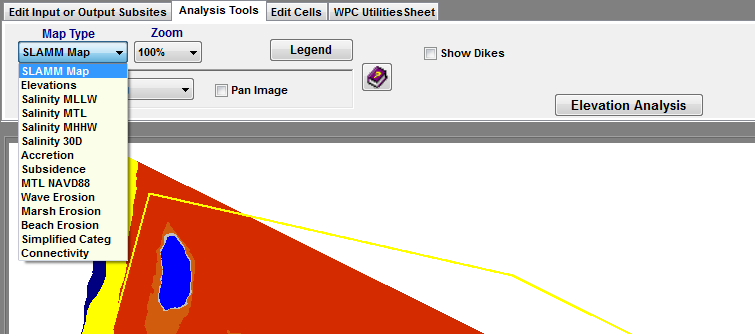 Edit Input or Output Subsites Analysis Tools Edit Cells WPC UtilitiesSheet
Map Type Zoom
SLAMM Map 100% Legend Show Dikes
SLAMM Map
Elevations
Salinity MLLW
Salinity MTL
Salinity MHHW
Salinity 30D
Accretion
Subsidence
MTL NAVD88
Wave Erosion
Marsh Erosion
Beach Erosion
Simplified Categ
Connectivity
Pan Image
Elevation Analysis